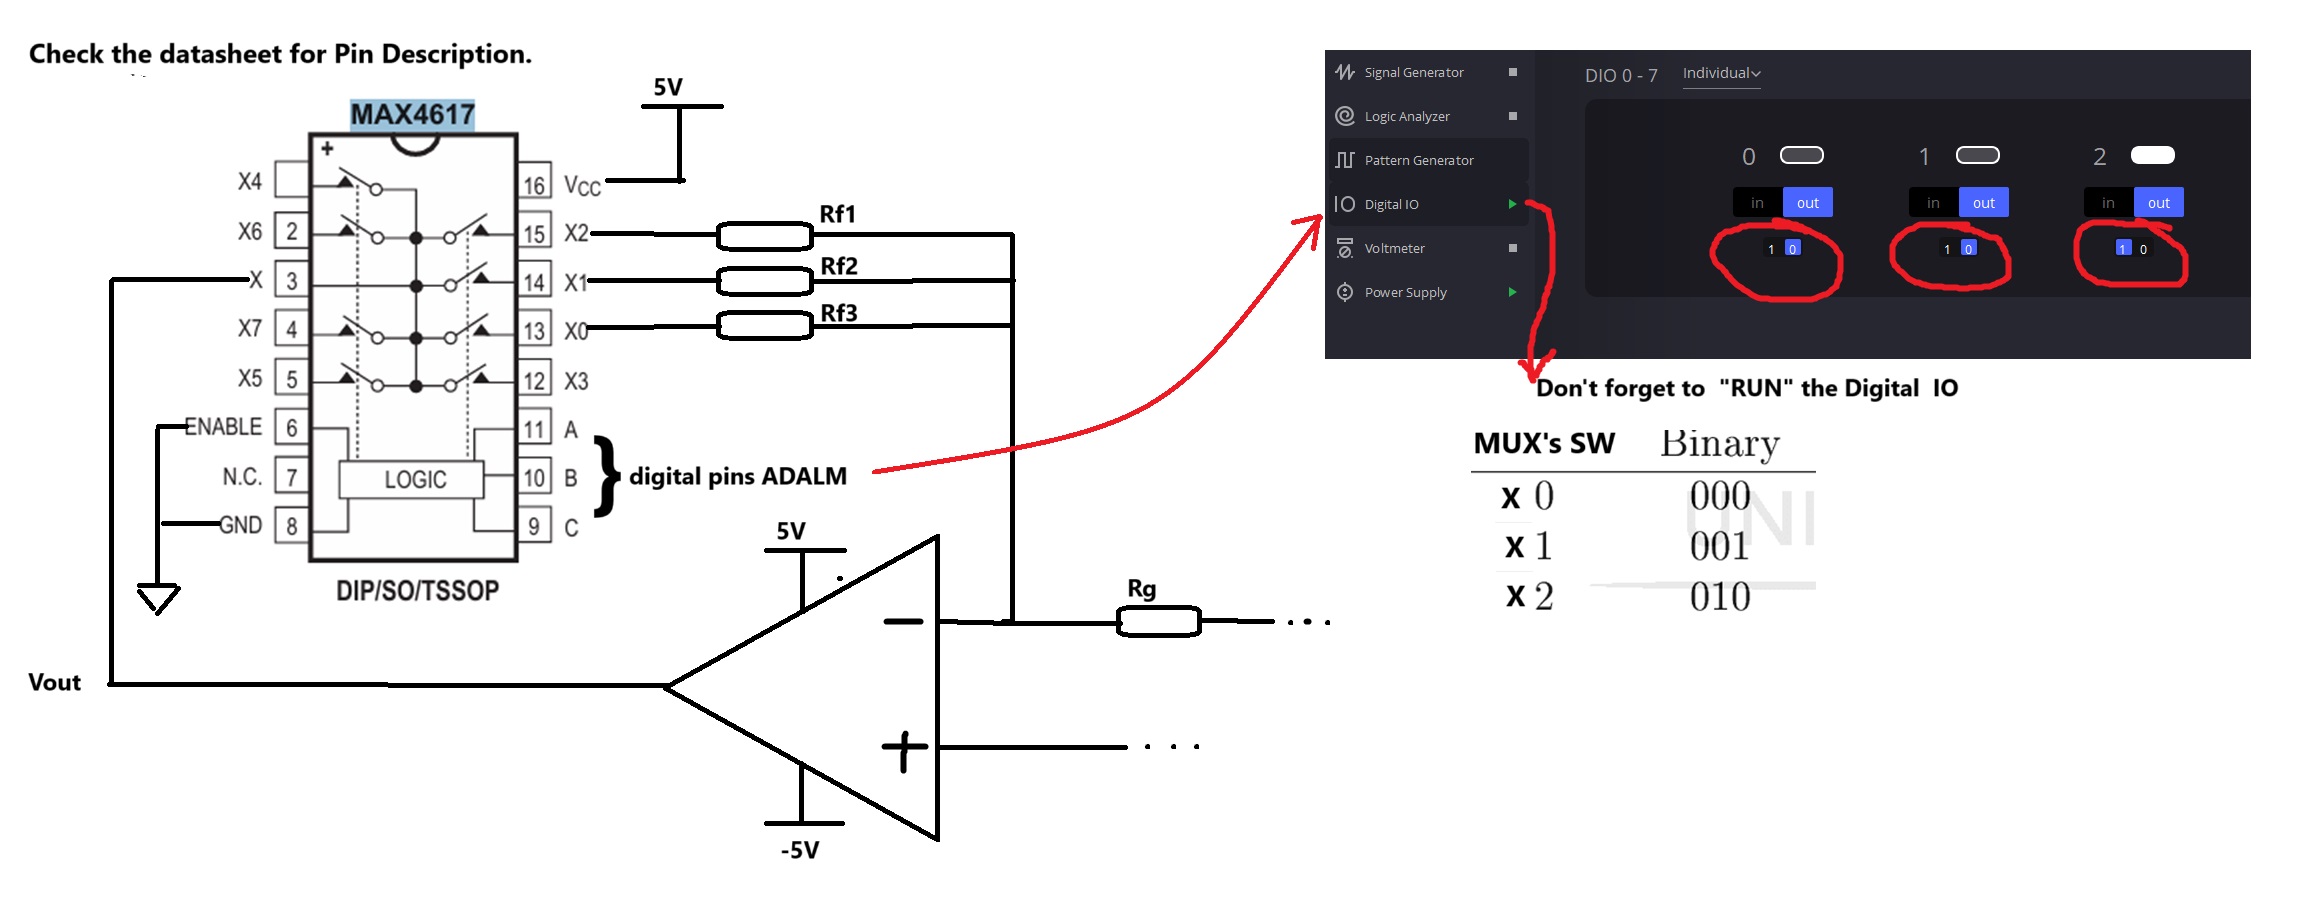 Check the datasheet for Pin Description.
MAX4617
5V
+
X4
16 VCC
X6 2
15 X2
Rf1
X 3
14 X1
Rf2
X7 4
13 X0
Rf3
X5 5
12 X3
ENABLE 6
11 A
N.C. 7
LOGIC
10 B
} digital pins ADALM
GND 8
9 C
DIP/SO/TSSOP
5V
−
Rg
....
Vout
+
...
-5V
Signal Generator
Logic Analyzer
Pattern Generator
Digital IO
Voltmeter
Power Supply
DIO 0 - 7 Individual
0
1
2
in out
in out
in out
1 0
1 0
1 0
Don't forget to "RUN" the Digital IO
MUX's SW Binary
X 0 000
X 1 001
X 2 010
UNI